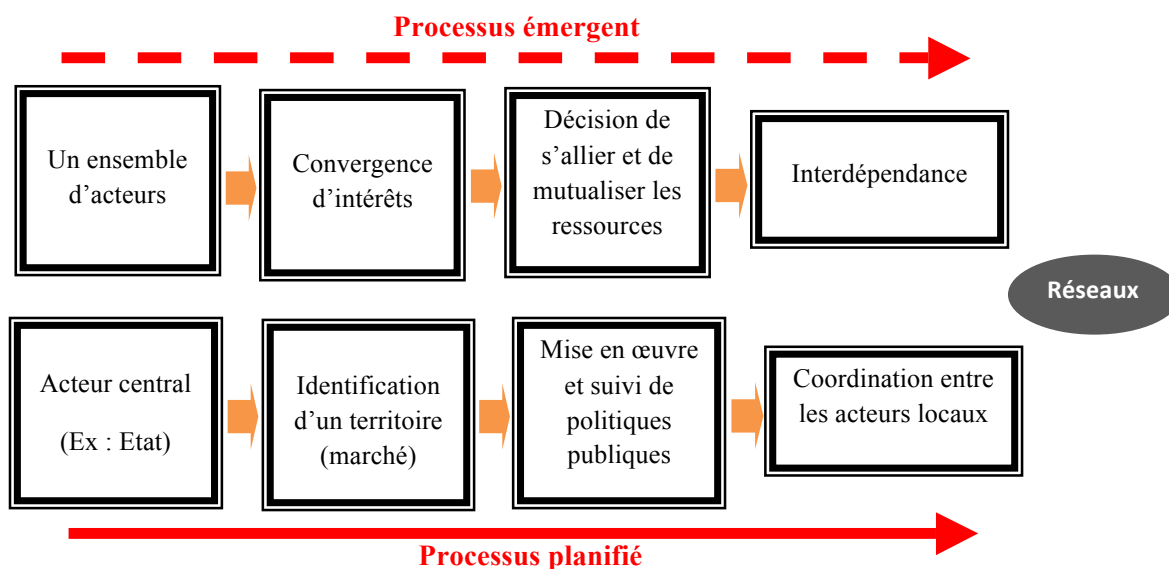 Processus émergent
Un ensemble
d’acteurs
Convergence
d’intérêts
Décision de
s’allier et de
mutualiser les
ressources
Interdépendance
Réseaux
Acteur central
(Ex : Etat)
Identification
d’un territoire
(marché)
Mise en œuvre
et suivi de
politiques
publiques
Coordination entre
les acteurs locaux
Processus planifié